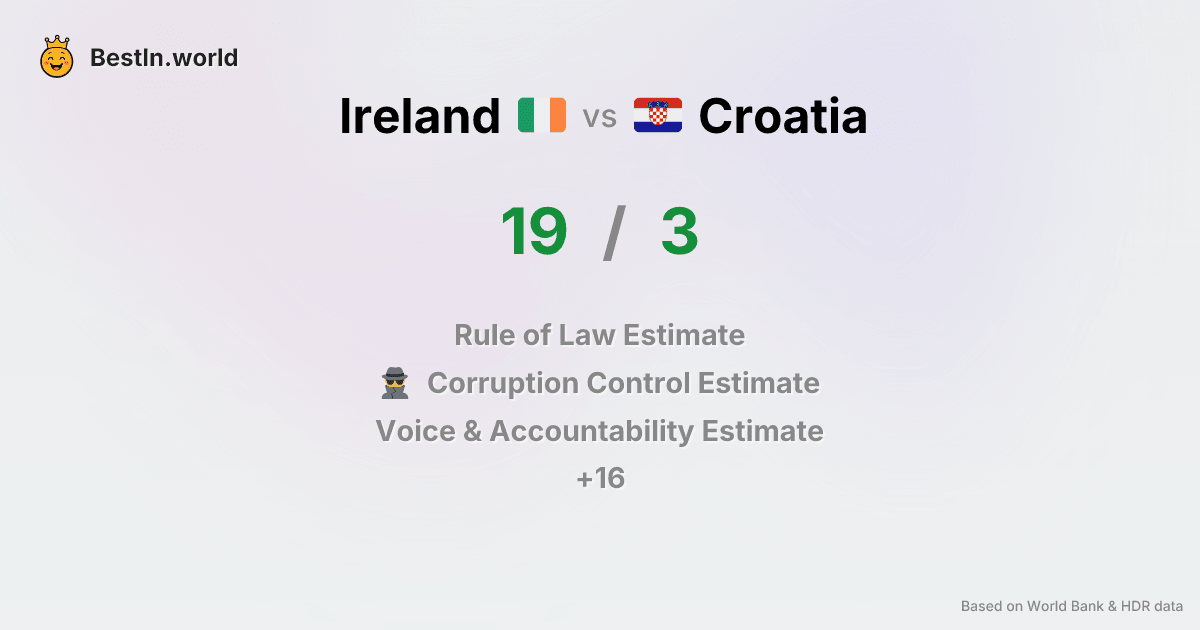 BestIn.world
Ireland vs Croatia
19 / 3
Rule of Law Estimate
Corruption Control Estimate
Voice & Accountability Estimate
+16
Based on World Bank & HDR data